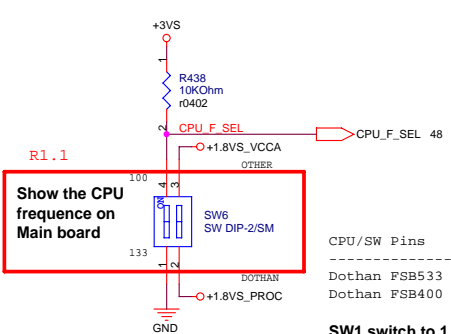 +3VS
1
R438
10KOhm
r0402
2
CPU_F_SEL
CPU_F_SEL 48
+1.8VS_VCCA
R1.1
OTHER
100
4
3
Show the CPU
frequence on
Main board
ON
SW6
SW DIP-2/SM
133
1
2
DOTHAN
+1.8VS_PROC
GND
CPU/SW Pins
--------------
Dothan FSB533
Dothan FSB400
SW1 switch to 1